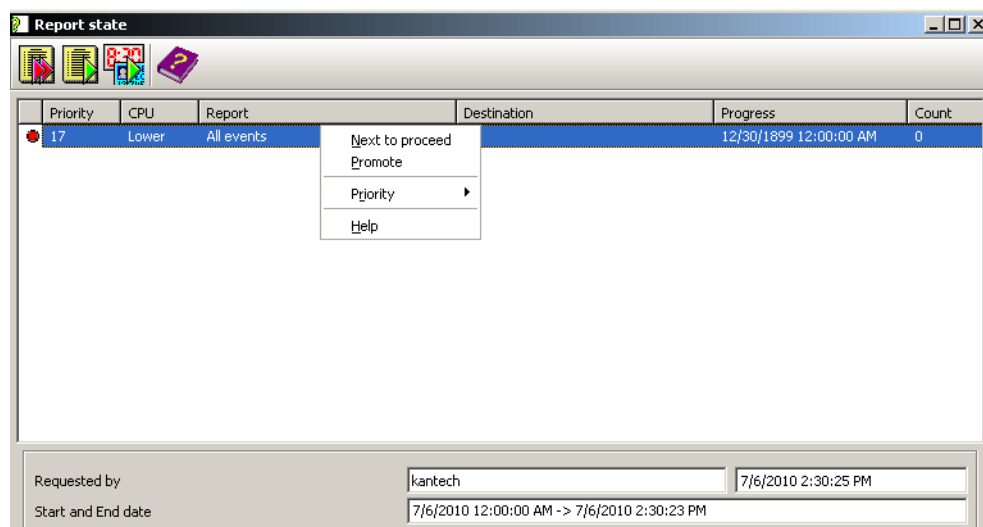 Report state
8:30
Priority CPU Report Destination Progress Count
17 Lower All events 12/30/1899 12:00:00 AM 0
Next to proceed
Promote
Priority
Help
Requested by kantech 7/6/2010 2:30:25 PM
Start and End date 7/6/2010 12:00:00 AM -> 7/6/2010 2:30:23 PM